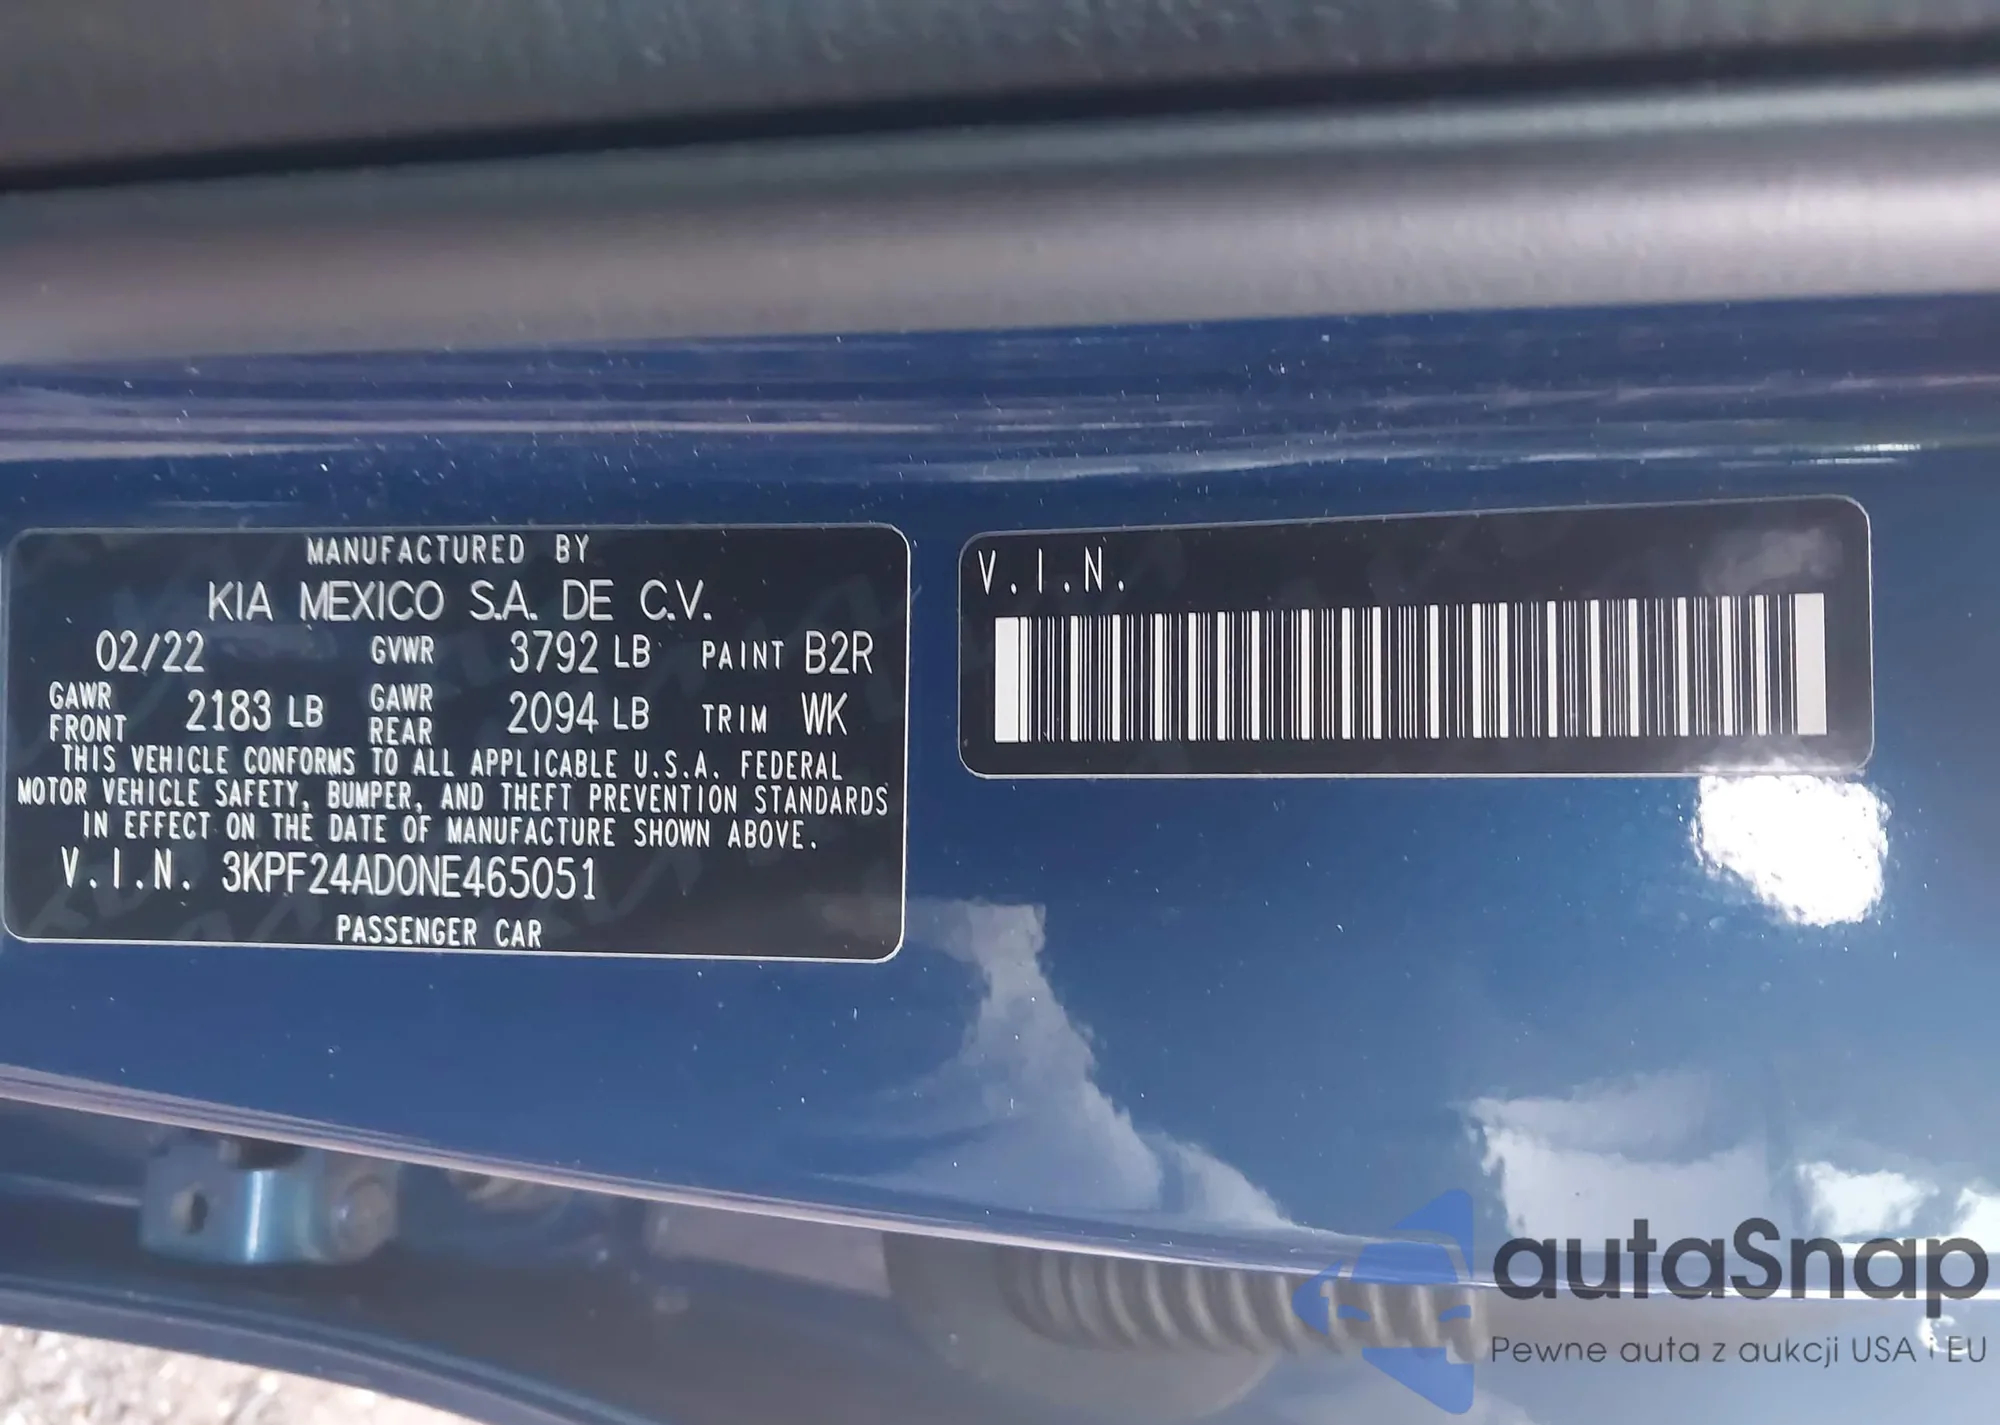 MANUFACTURED BY
KIA MEXICO S.A. DE C.V.
02/22 GVWR 3792 LB PAINT B2R
GAWR FRONT 2183 LB GAWR REAR 2094 LB TRIM WK
THIS VEHICLE CONFORMS TO ALL APPLICABLE U.S.A. FEDERAL
MOTOR VEHICLE SAFETY, BUMPER, AND THEFT PREVENTION STANDARDS
IN EFFECT ON THE DATE OF MANUFACTURE SHOWN ABOVE.
V.I.N. 3KPF24AD0NE465051
PASSENGER CAR
V.I.N.
autaSnap
Pewne auta z aukcji USA i EU